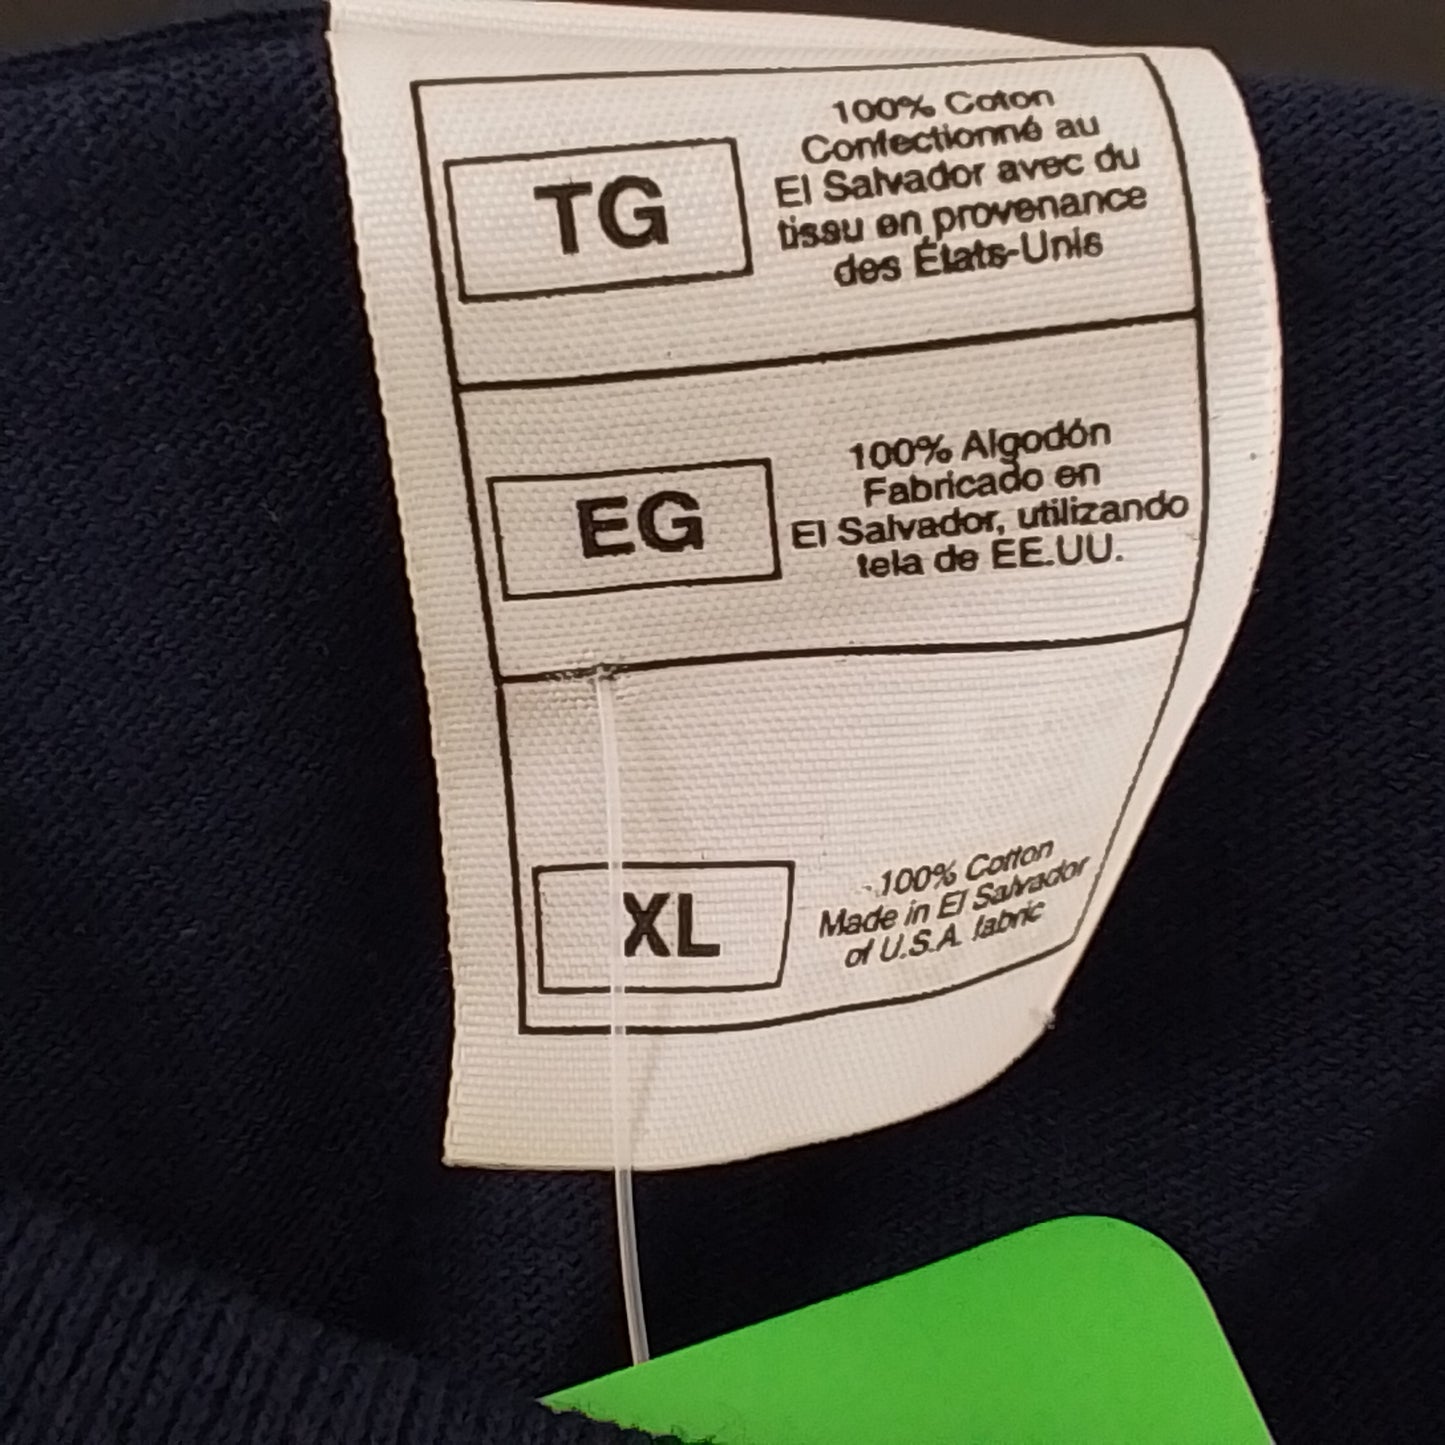 TG
100% Coton
Confectionné au
El Salvador avec du
tissu en provenance
des États-Unis
EG
100% Algodón
Fabricado en
El Salvador, utilizando
tela de EE.UU.
XL
100% Cotton
Made in El Salvador
of U.S.A. fabric